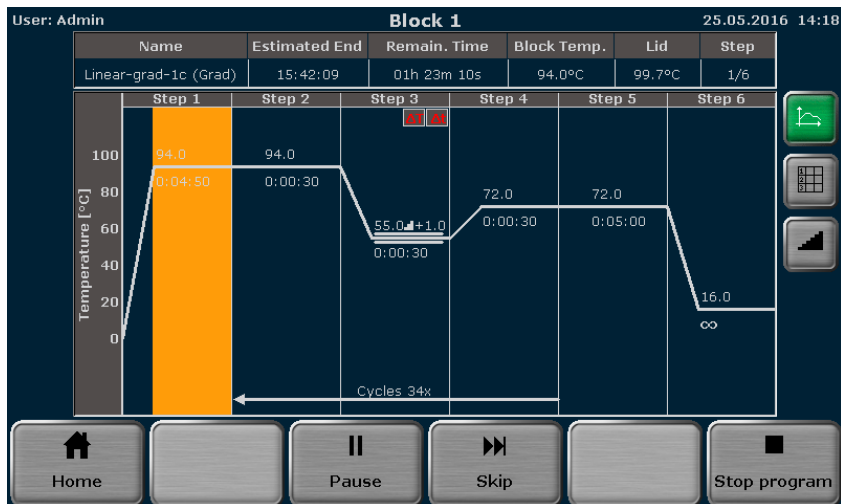 User: Admin Block 1 25.05.2016 14:18
Name Estimated End Remain. Time Block Temp. Lid Step
Linear-grad-1c (Grad) 15:42:09 01h 23m 10s 94.0°C 99.7°C 1/6
Step 1 Step 2 Step 3 Step 4 Step 5 Step 6
ΔT Δt
Temperature [°C]
100
80
60
40
20
0
94.0
0:04:50
94.0
0:00:30
55.0 +1.0
0:00:30
72.0
0:00:30
72.0
0:05:00
16.0
∞
Cycles 34x
1
2
3
Home Pause Skip Stop program